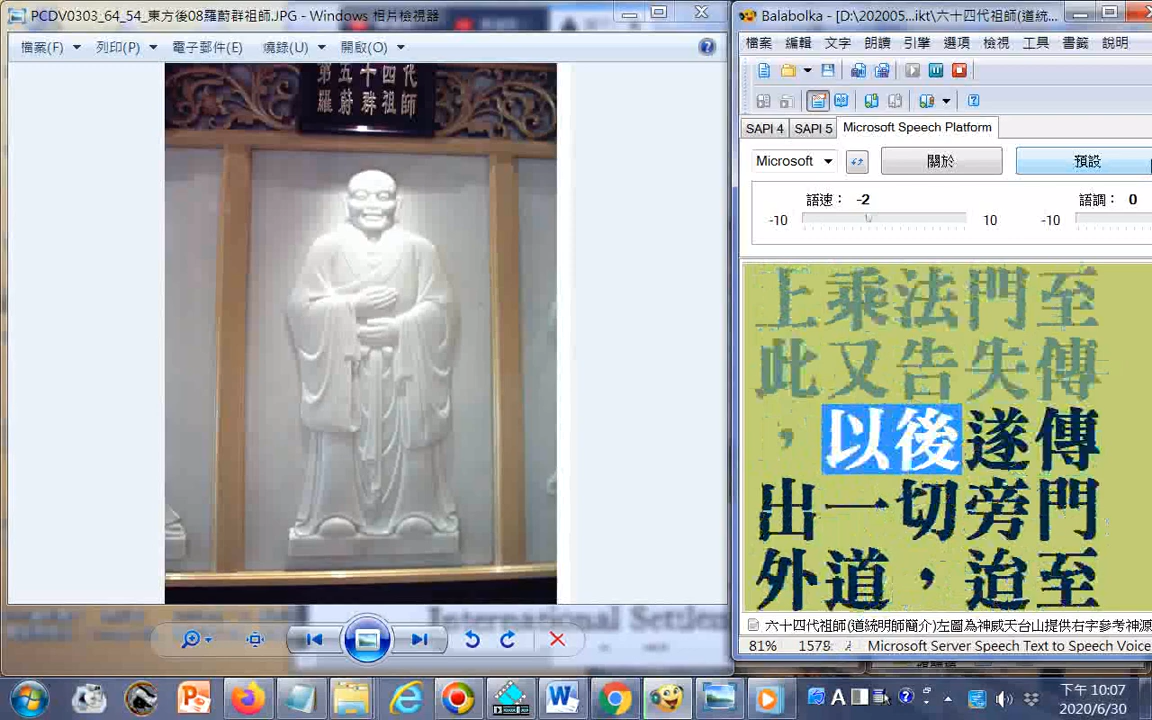 PCDV0303_64_54_東方後08羅蔚群祖師.JPG - Windows 相片檢視器
檔案(F) 列印(P) 電子郵件(E) 燒錄(U) 開啟(O)
第五十四代
羅蔚群祖師
International Settlem
Balabolka - [D:\202005...ikt\六十四代祖師(道統...
檔案 編輯 文字 朗讀 引擎 選項 檢視 工具 書籤 說明
SAPI 4 SAPI 5 Microsoft Speech Platform
Microsoft 關於 預設
語速： -2 語調： 0
-10 10 -10
上乘法門至
此又告失傳
，以後遂傳
出一切旁門
外道，迨至
六十四代祖師(道統明師簡介)左圖為神威天台山提供右字參考神源
81% 1578 Microsoft Server Speech Text to Speech Voice
下午 10:07
2020/6/30